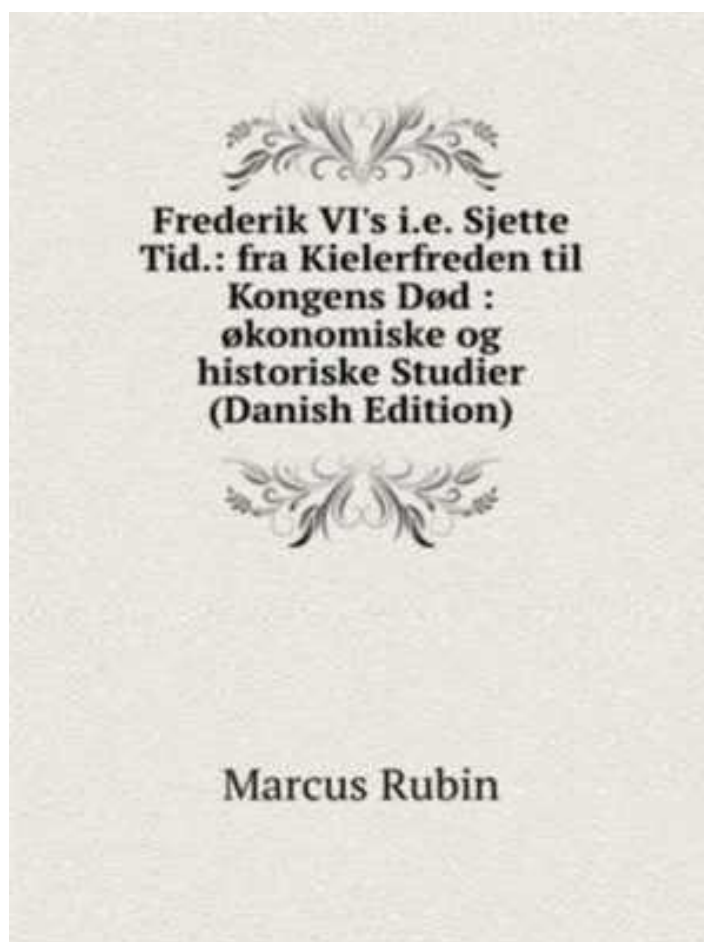 Frederik VI's i.e. Sjette
Tid.: fra Kielerfreden til
Kongens Død :
økonomiske og
historiske Studier
(Danish Edition)
Marcus Rubin